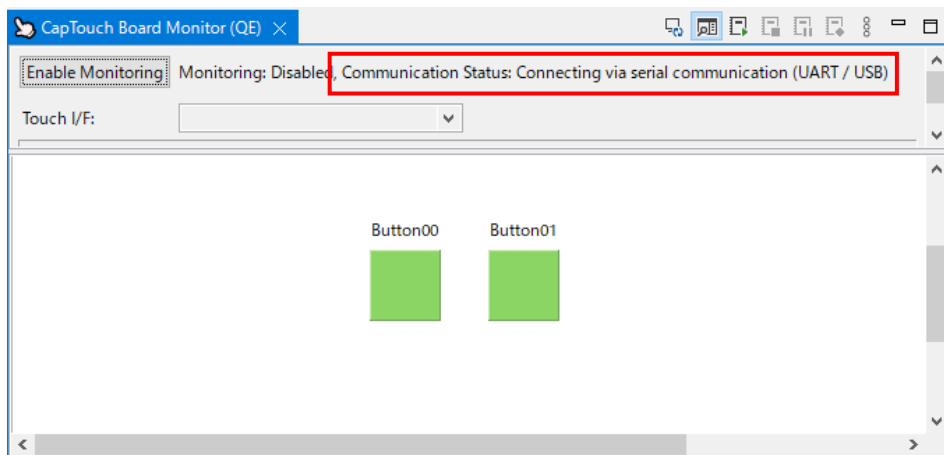 CapTouch Board Monitor (QE)
Enable Monitoring Monitoring: Disabled, Communication Status: Connecting via serial communication (UART / USB)
Touch I/F:
Button00 Button01